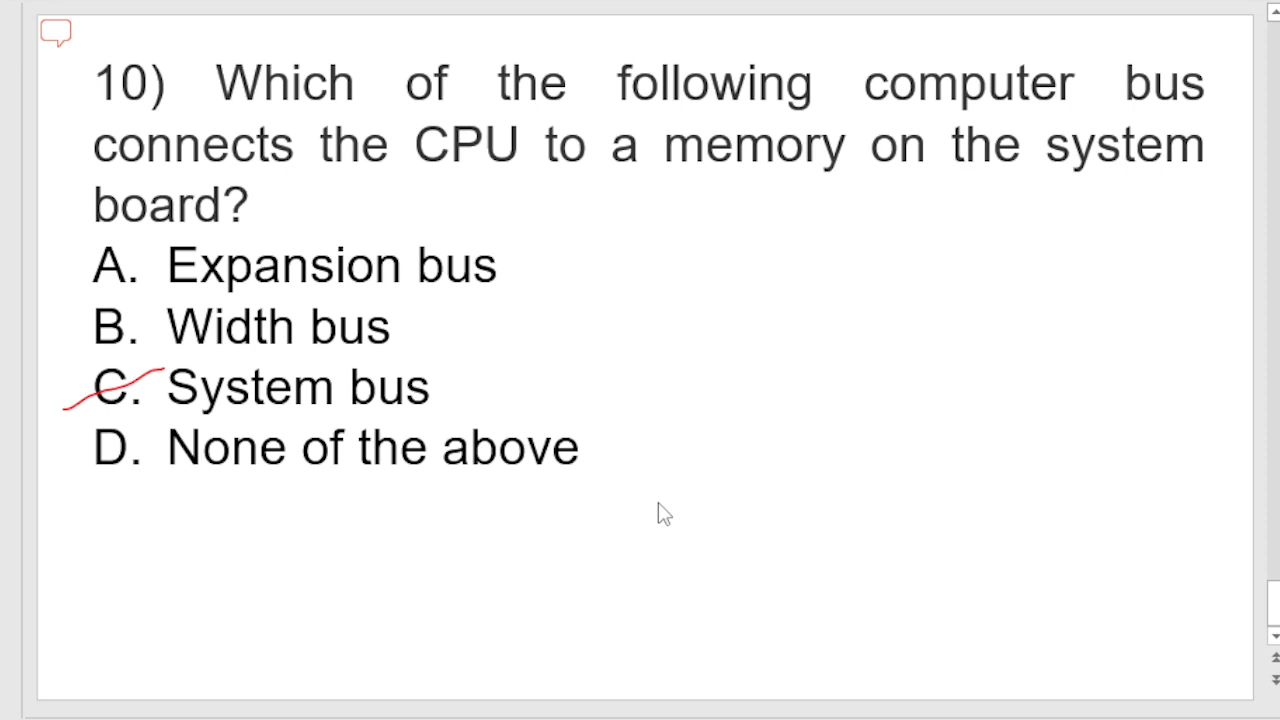 10) Which of the following computer bus
connects the CPU to a memory on the system
board?
A. Expansion bus
B. Width bus
C. System bus
D. None of the above